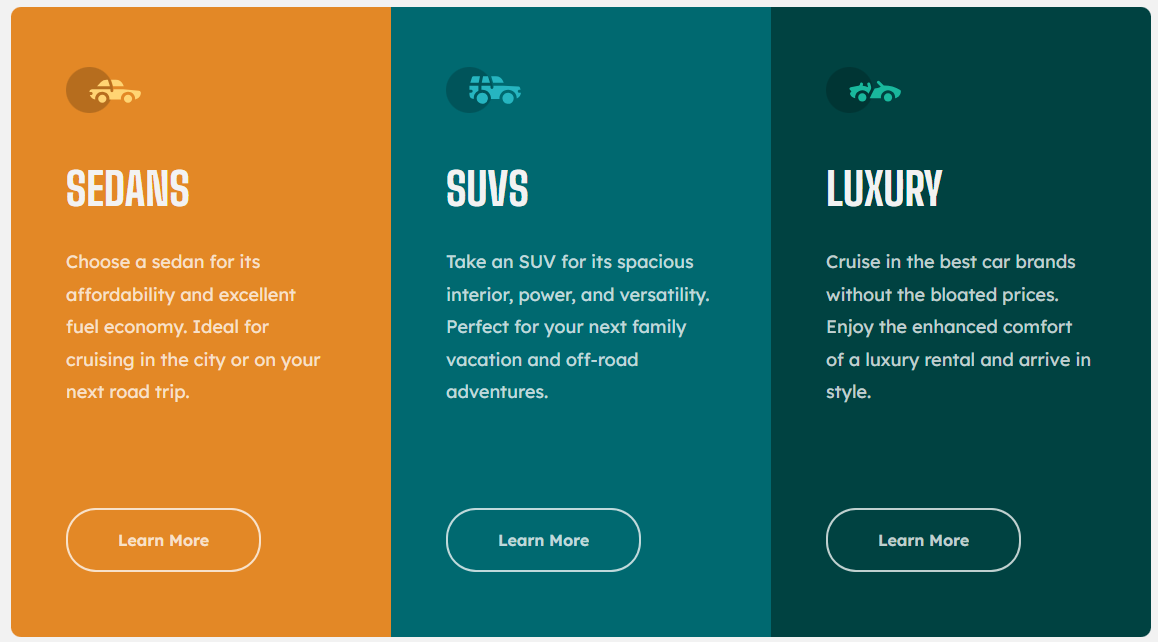 SEDANS
Choose a sedan for its
affordability and excellent
fuel economy. Ideal for
cruising in the city or on your
next road trip.
Learn More
SUVS
Take an SUV for its spacious
interior, power, and versatility.
Perfect for your next family
vacation and off-road
adventures.
Learn More
LUXURY
Cruise in the best car brands
without the bloated prices.
Enjoy the enhanced comfort
of a luxury rental and arrive in
style.
Learn More